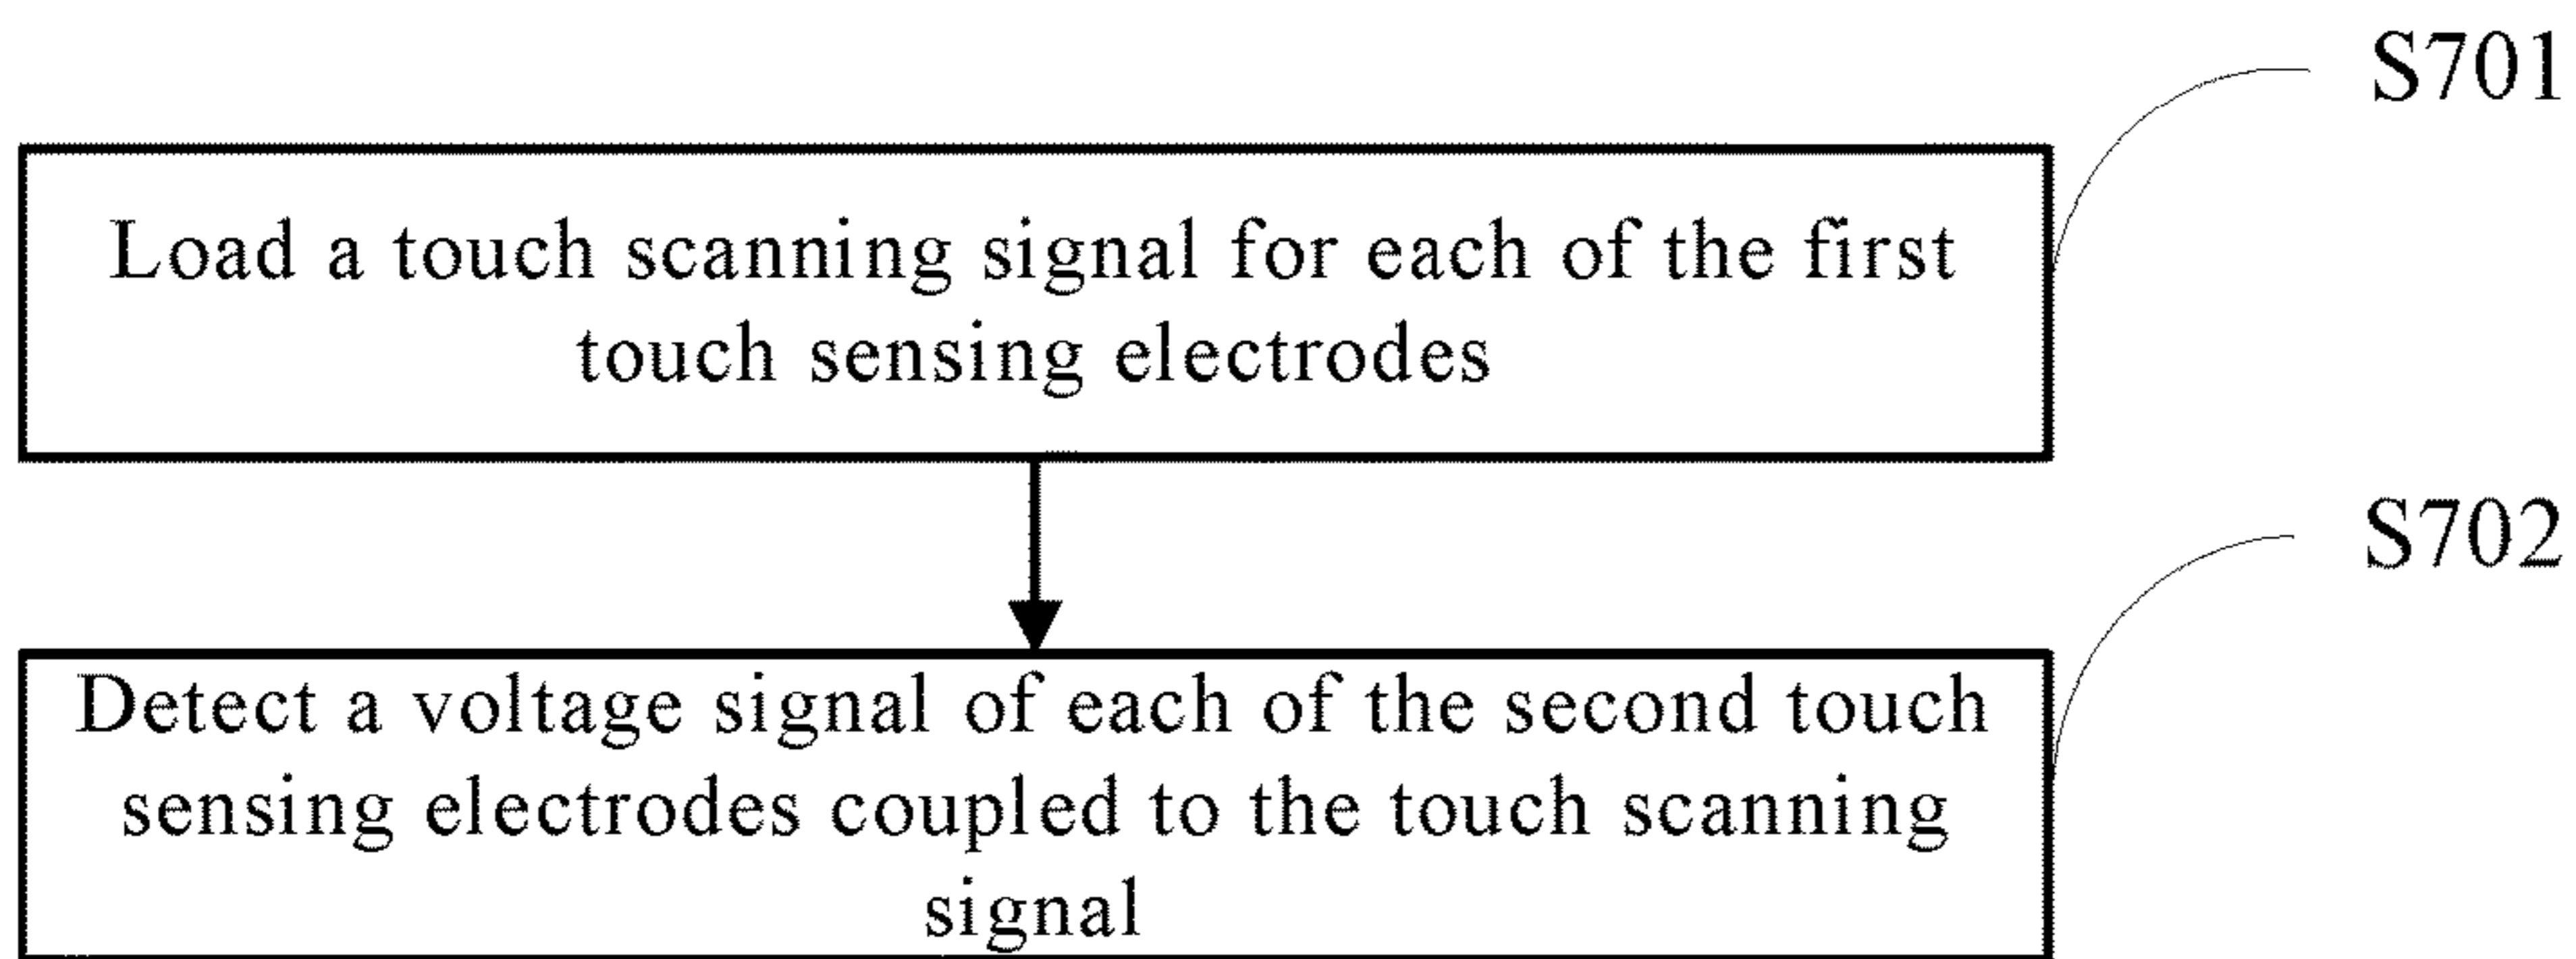 S701
Load a touch scanning signal for each of the first
touch sensing electrodes
S702
Detect a voltage signal of each of the second touch
sensing electrodes coupled to the touch scanning
signal